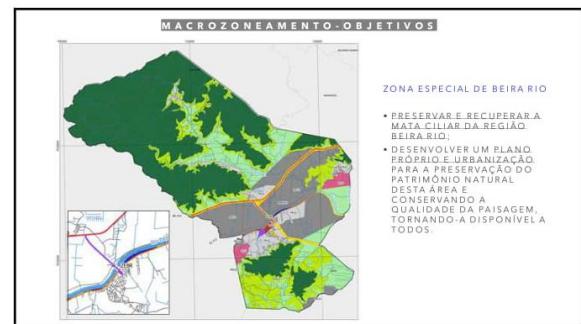 MACROZONEAMENTO-OBJETIVOS
ZONA ESPECIAL DE BEIRA RIO
• PRESERVAR E RECUPERAR A
MATA CILIAR DA REGIÃO
BEIRA RIO;
• DESENVOLVER UM PLANO
PRÓPRIO E URBANIZAÇÃO
PARA A PRESERVAÇÃO DO
PATRIMÔNIO NATURAL
DESTA ÁREA E
CONSERVANDO A
QUALIDADE DA PAISAGEM,
TORNANDO-A DISPONÍVEL A
TODOS.